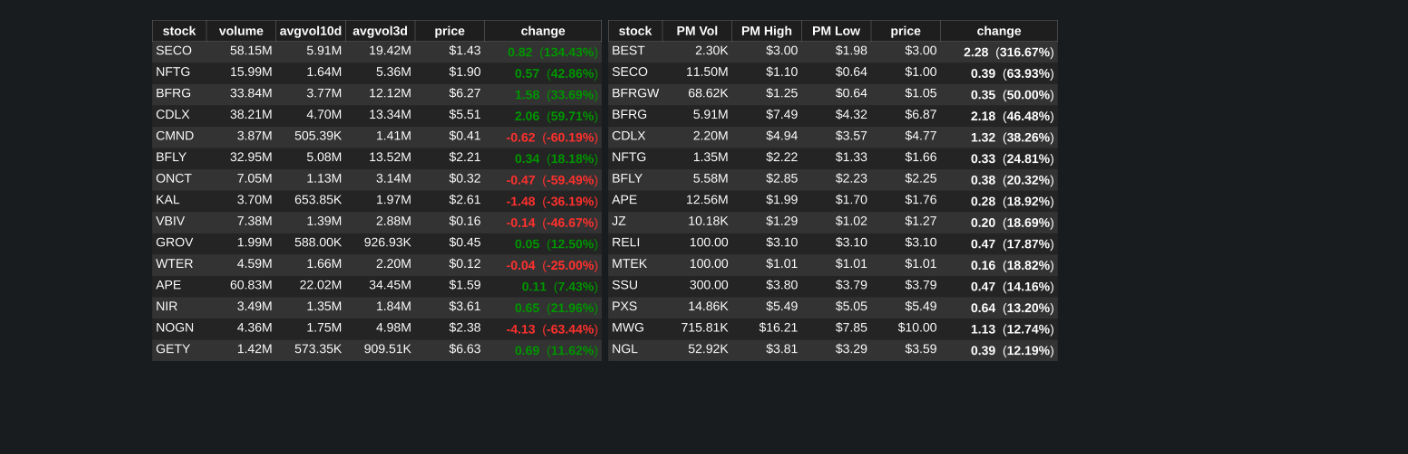 stock volume avgvol10d avgvol3d price change stock PM Vol PM High PM Low price change
SECO 58.15M 5.91M 19.42M $1.43 0.82 (134.43%) BEST 2.30K $3.00 $1.98 $3.00 2.28 (316.67%)
NFTG 15.99M 1.64M 5.36M $1.90 0.57 (42.86%) SECO 11.50M $1.10 $0.64 $1.00 0.39 (63.93%)
BFRG 33.84M 3.77M 12.12M $6.27 1.58 (33.69%) BFRGW 68.62K $1.25 $0.64 $1.05 0.35 (50.00%)
CDLX 38.21M 4.70M 13.34M $5.51 2.06 (59.71%) BFRG 5.91M $7.49 $4.32 $6.87 2.18 (46.48%)
CMND 3.87M 505.39K 1.41M $0.41 -0.62 (-60.19%) CDLX 2.20M $4.94 $3.57 $4.77 1.32 (38.26%)
BFLY 32.95M 5.08M 13.52M $2.21 0.34 (18.18%) NFTG 1.35M $2.22 $1.33 $1.66 0.33 (24.81%)
ONCT 7.05M 1.13M 3.14M $0.32 -0.47 (-59.49%) BFLY 5.58M $2.85 $2.23 $2.25 0.38 (20.32%)
KAL 3.70M 653.85K 1.97M $2.61 -1.48 (-36.19%) APE 12.56M $1.99 $1.70 $1.76 0.28 (18.92%)
VBIV 7.38M 1.39M 2.88M $0.16 -0.14 (-46.67%) JZ 10.18K $1.29 $1.02 $1.27 0.20 (18.69%)
GROV 1.99M 588.00K 926.93K $0.45 0.05 (12.50%) RELI 100.00 $3.10 $3.10 $3.10 0.47 (17.87%)
WTER 4.59M 1.66M 2.20M $0.12 -0.04 (-25.00%) MTEK 100.00 $1.01 $1.01 $1.01 0.16 (18.82%)
APE 60.83M 22.02M 34.45M $1.59 0.11 (7.43%) SSU 300.00 $3.80 $3.79 $3.79 0.47 (14.16%)
NIR 3.49M 1.35M 1.84M $3.61 0.65 (21.96%) PXS 14.86K $5.49 $5.05 $5.49 0.64 (13.20%)
NOGN 4.36M 1.75M 4.98M $2.38 -4.13 (-63.44%) MWG 715.81K $16.21 $7.85 $10.00 1.13 (12.74%)
GETY 1.42M 573.35K 909.51K $6.63 0.69 (11.62%) NGL 52.92K $3.81 $3.29 $3.59 0.39 (12.19%)